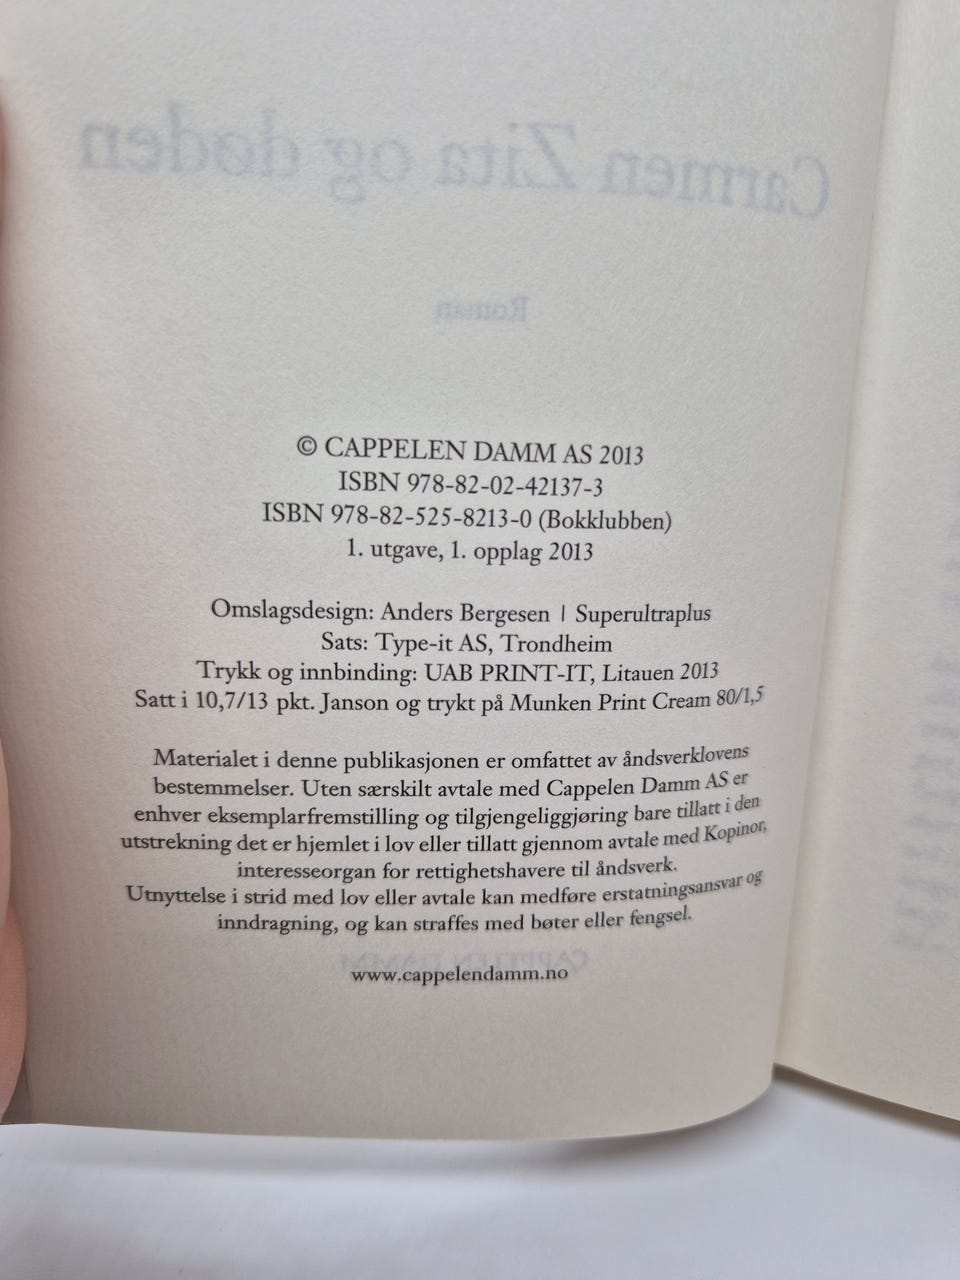 Carmen Zita og døden
Roman
© CAPPELEN DAMM AS 2013
ISBN 978-82-02-42137-3
ISBN 978-82-525-8213-0 (Bokklubben)
1. utgave, 1. opplag 2013
Omslagsdesign: Anders Bergesen | Superultraplus
Sats: Type-it AS, Trondheim
Trykk og innbinding: UAB PRINT-IT, Litauen 2013
Satt i 10,7/13 pkt. Janson og trykt på Munken Print Cream 80/1,5
Materialet i denne publikasjonen er omfattet av åndsverklovens
bestemmelser. Uten særskilt avtale med Cappelen Damm AS er
enhver eksemplarfremstilling og tilgjengeliggjøring bare tillatt i den
utstrekning det er hjemlet i lov eller tillatt gjennom avtale med Kopinor,
interesseorgan for rettighetshavere til åndsverk.
Utnyttelse i strid med lov eller avtale kan medføre erstatningsansvar og
inndragning, og kan straffes med bøter eller fengsel.
CAPPELEN DAMM
www.cappelendamm.no